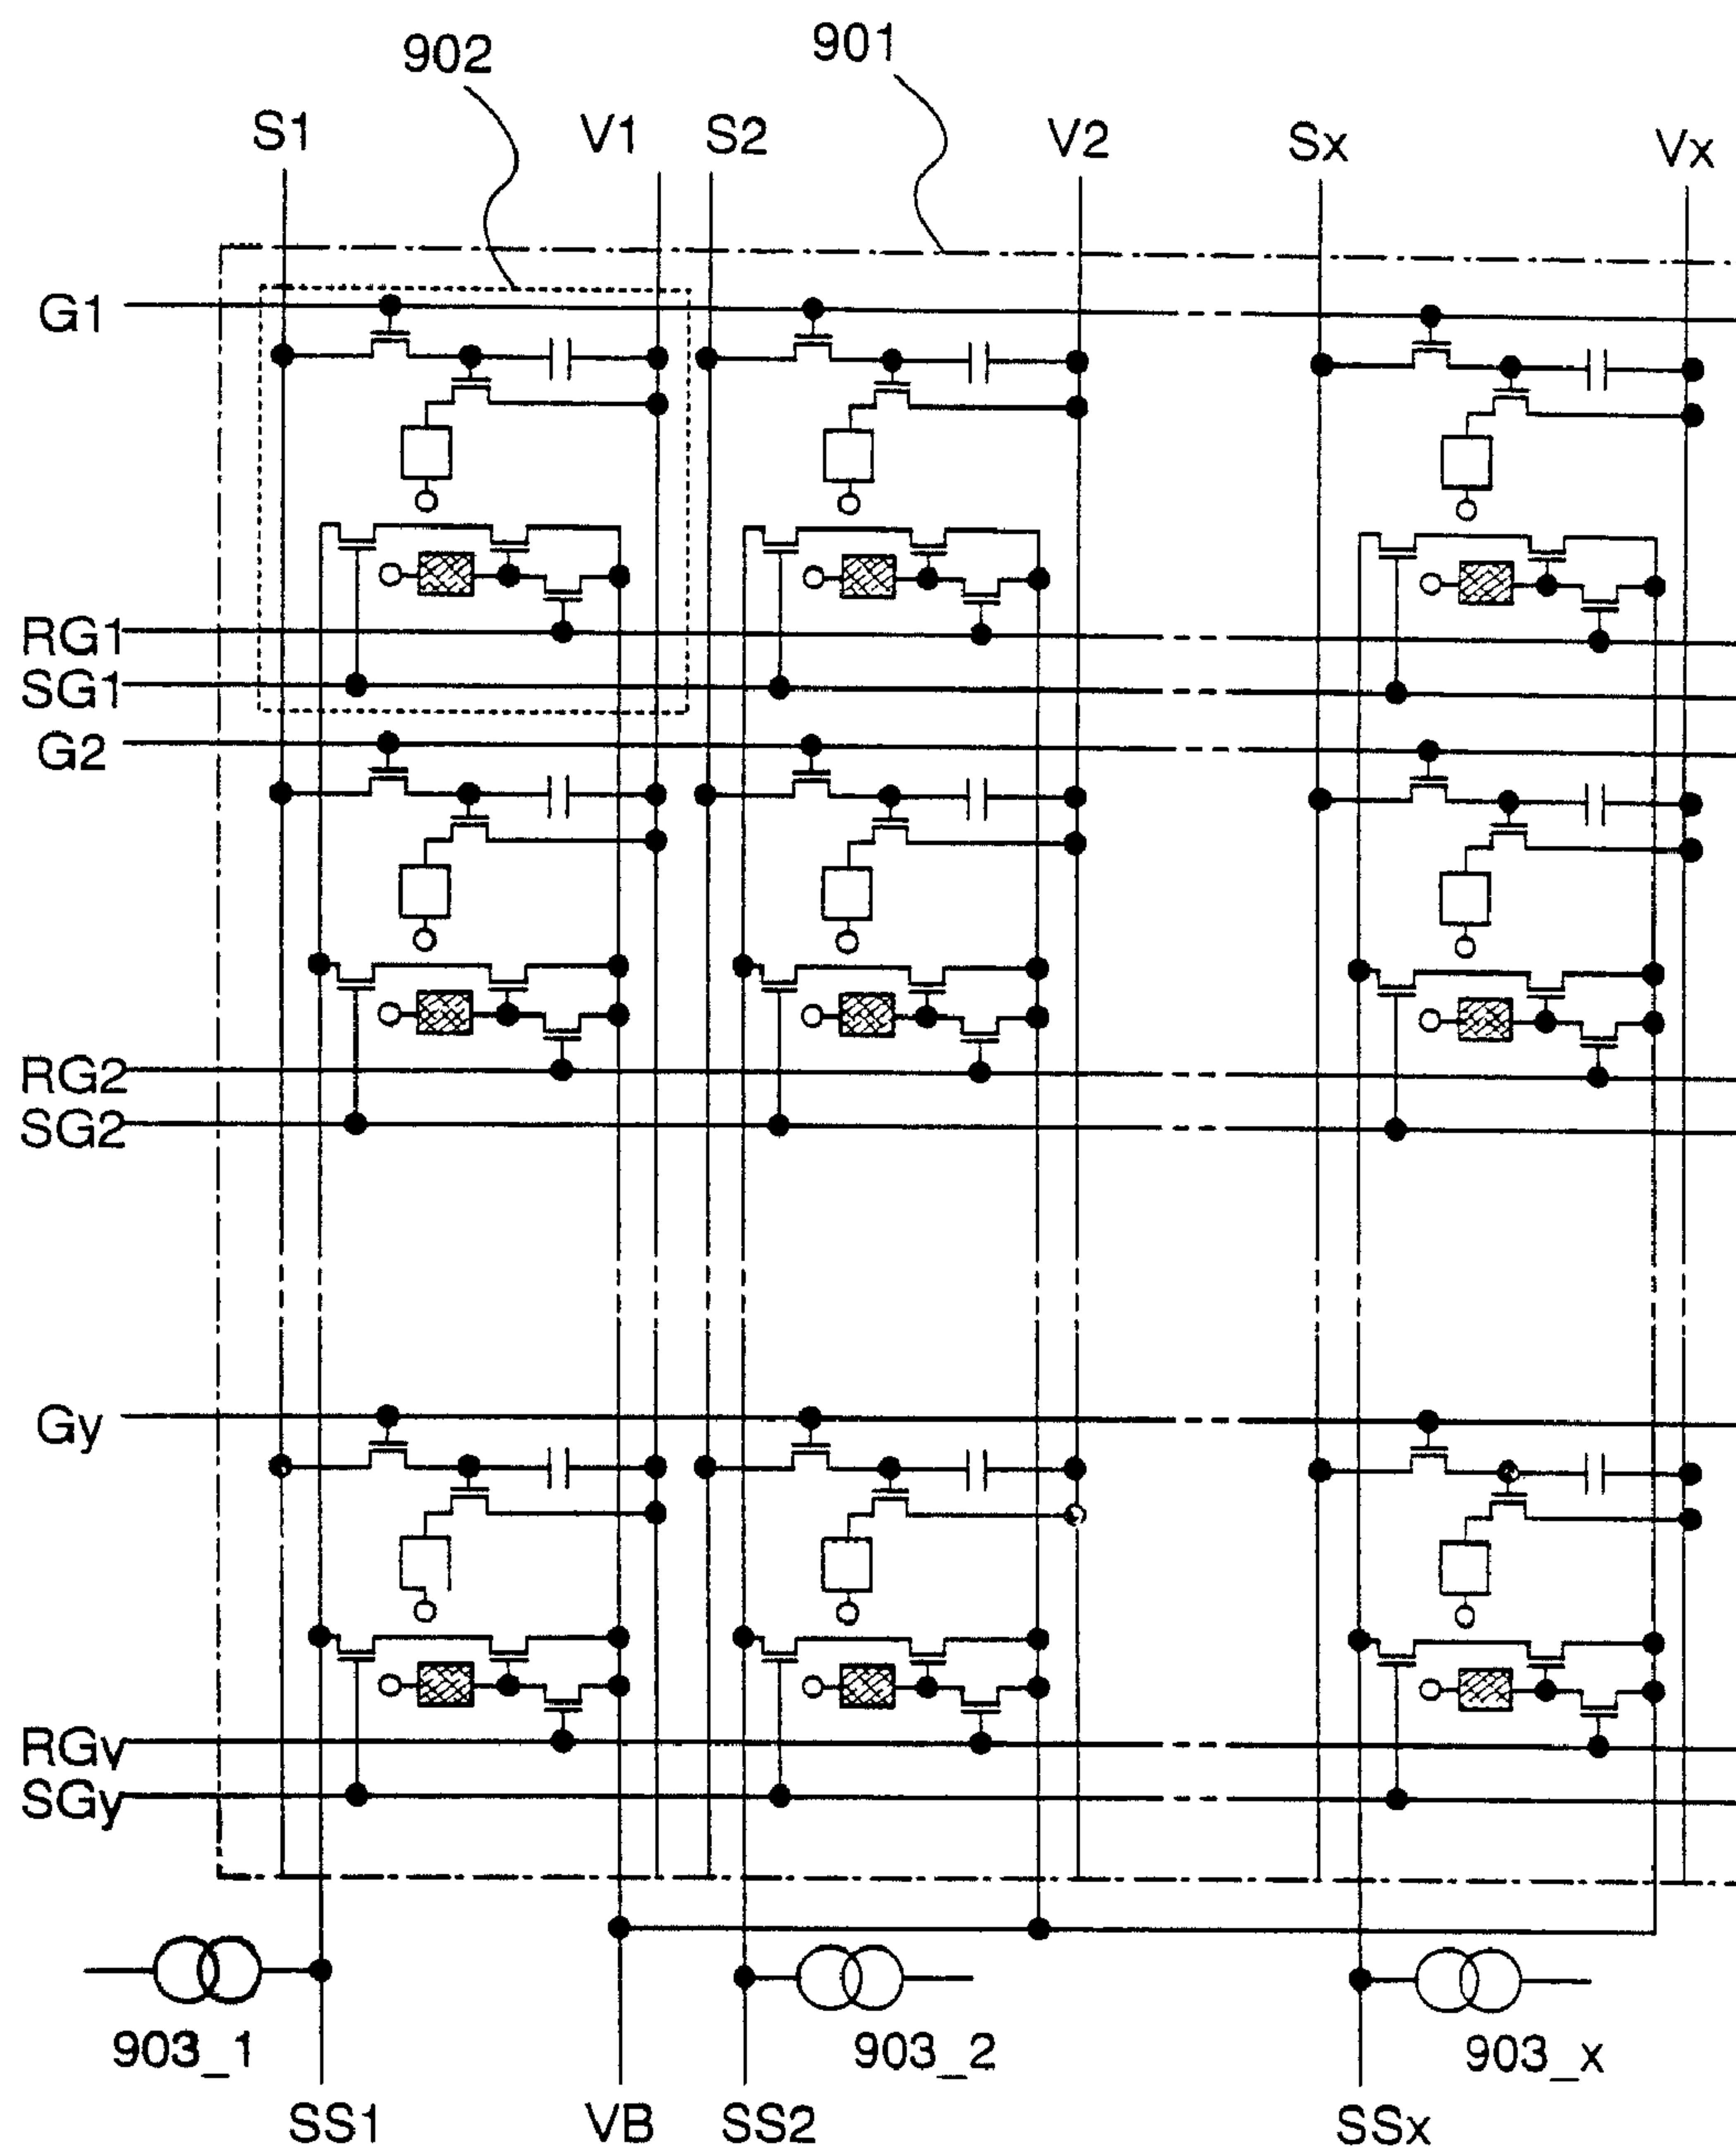 902
901
S1
V1
S2
V2
Sx
Vx
G1
RG1
SG1
G2
RG2
SG2
Gy
RGv
SGy
903_1
903_2
903_x
SS1
VB
SS2
SSx